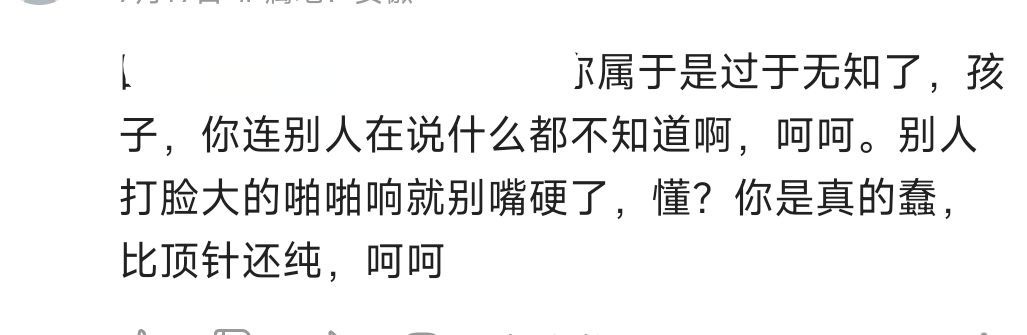 你属于是过于无知了，孩
子，你连别人在说什么都不知道啊，呵呵。别人
打脸大的啪啪响就别嘴硬了，懂？你是真的蠢，
比顶针还纯，呵呵